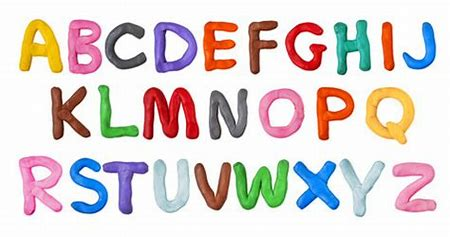 ABCDEFGHIJ
KLMNOPQ
RSTUVWXYZ